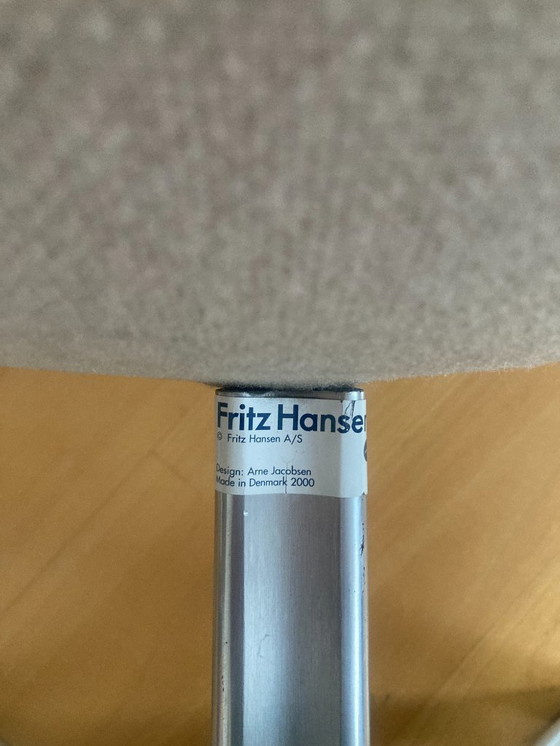 Fritz Hansen
© Fritz Hansen A/S
Design: Arne Jacobsen
Made in Denmark 2000